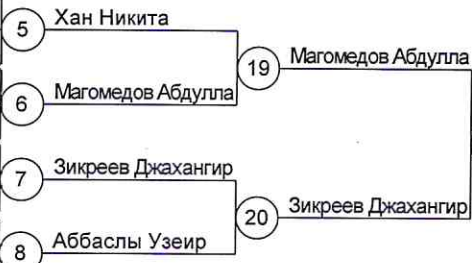 5 Хан Никита
19 Магомедов Абдулла
6 Магомедов Абдулла
7 Зикреев Джахангир
20 Зикреев Джахангир
8 Аббаслы Узеир